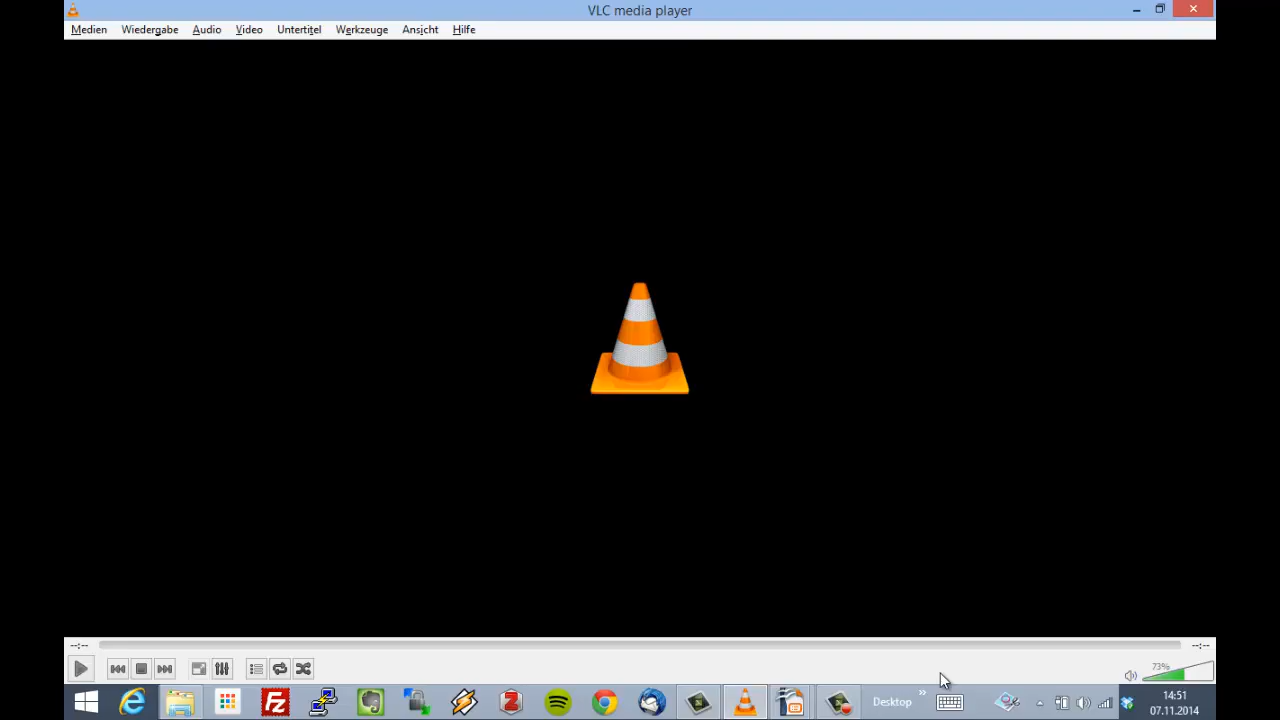 VLC media player
Medien Wiedergabe Audio Video Untertitel Werkzeuge Ansicht Hilfe
--:-- --:--
73%
Desktop »
14:51
07.11.2014